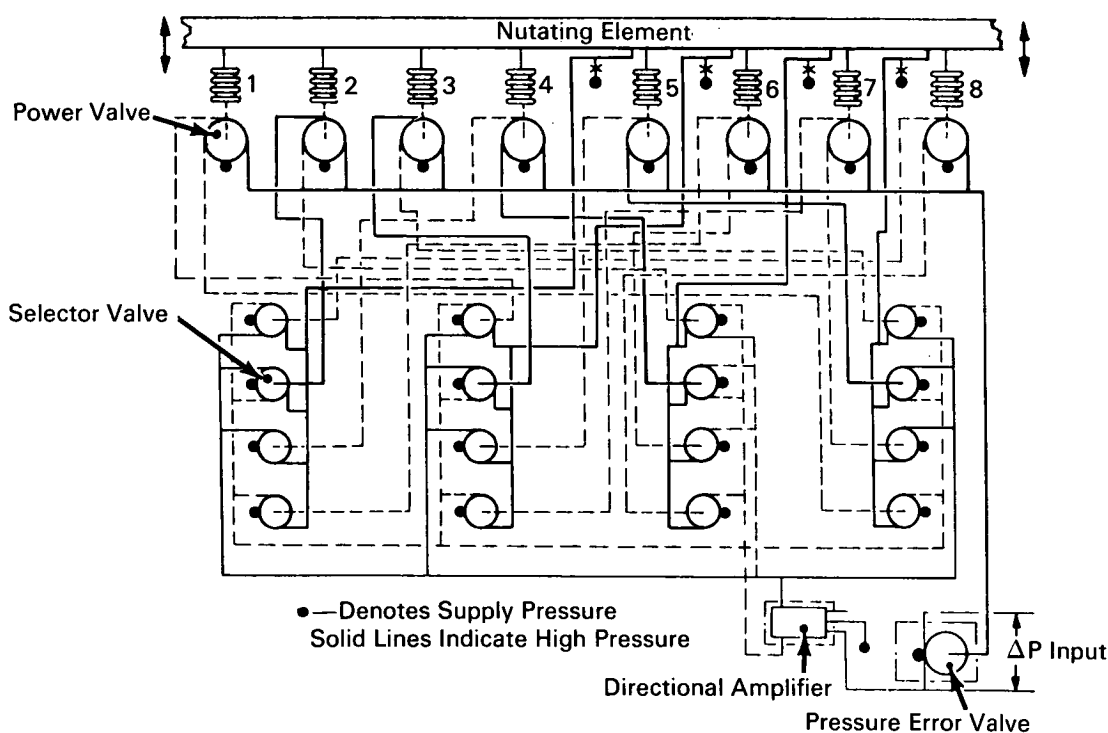 Nutating Element
1 2 3 4 5 6 7 8
Power Valve
Selector Valve
●—Denotes Supply Pressure
Solid Lines Indicate High Pressure
ΔP Input
Directional Amplifier
Pressure Error Valve